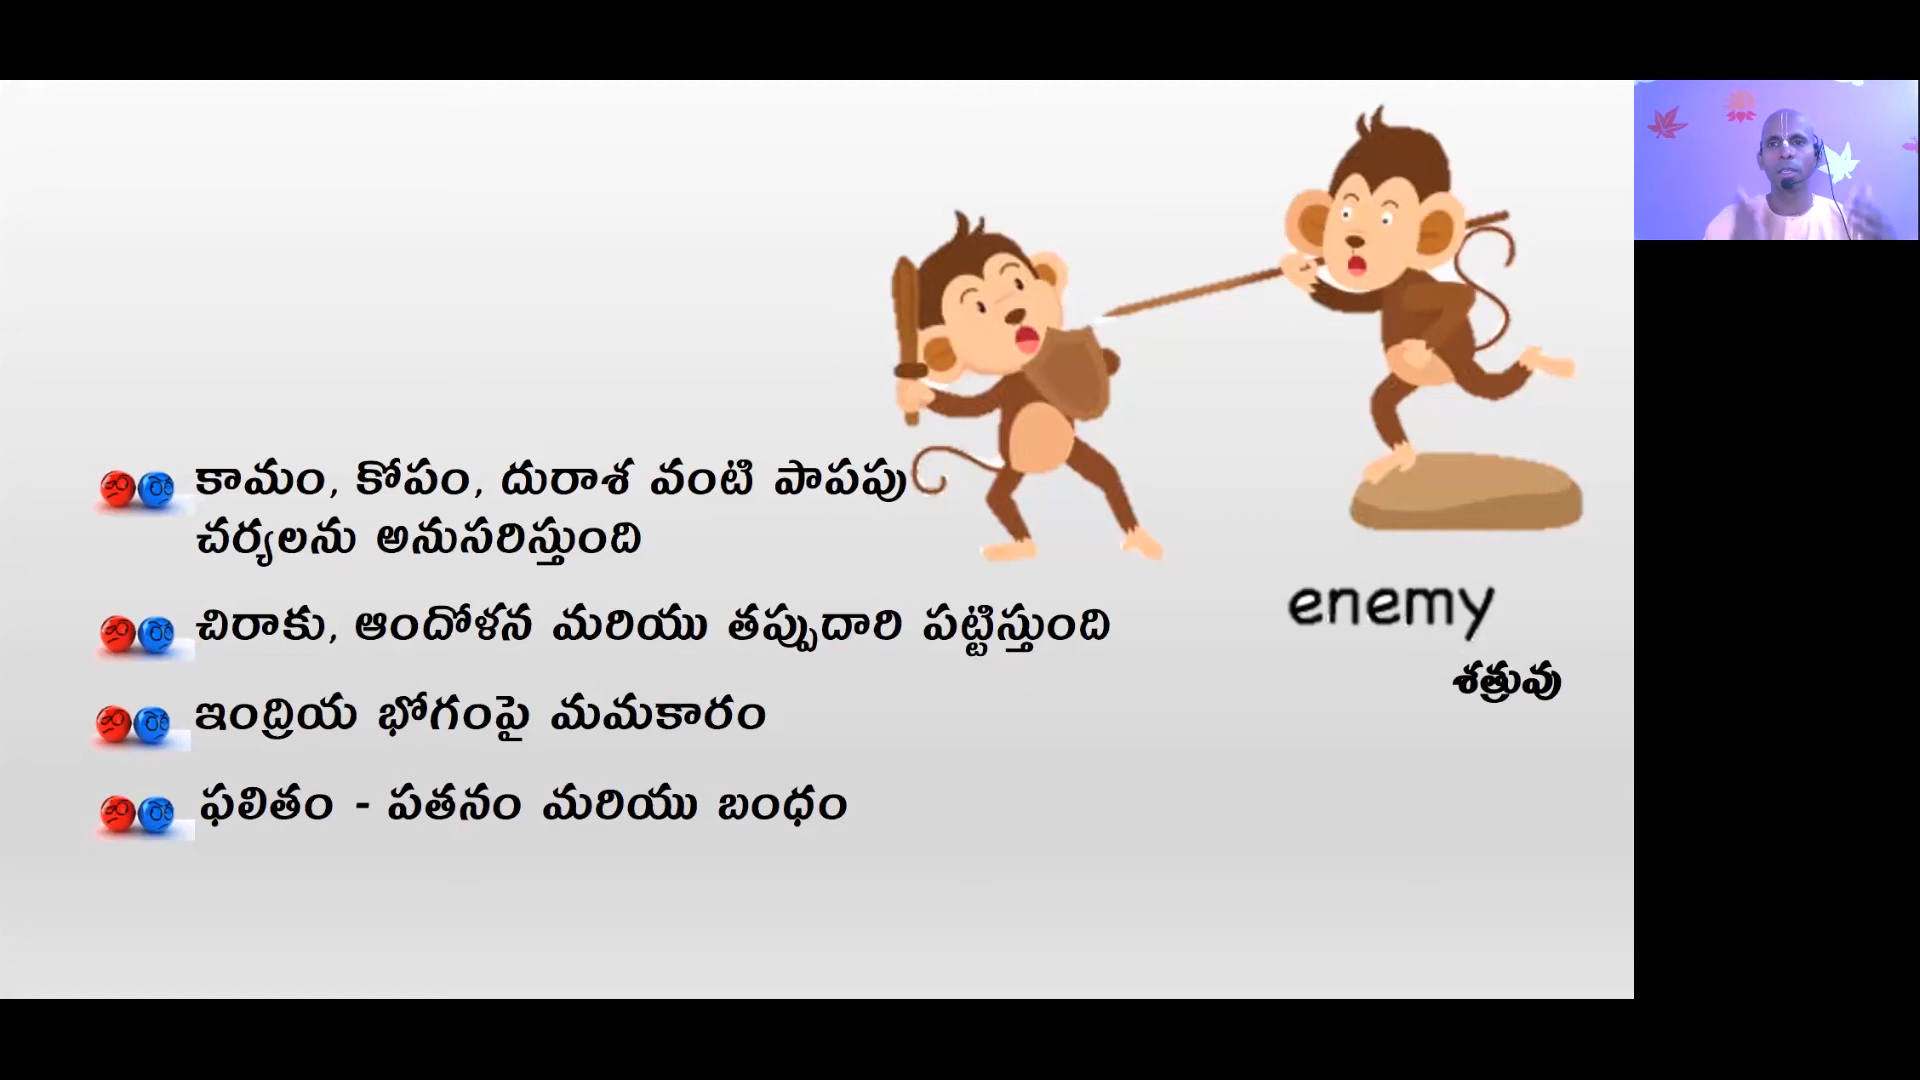 కామం, కోపం, దురాశ వంటి పాపపు
చర్యలను అనుసరిస్తుంది
చిరాకు, ఆందోళన మరియు తప్పుదారి పట్టిస్తుంది
ఇంద్రియ భోగంపై మమకారం
ఫలితం - పతనం మరియు బంధం
enemy
శత్రువు